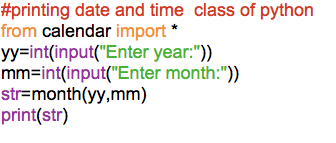 #printing date and time  class of python
from calendar import *
yy=int(input("Enter year:"))
mm=int(input("Enter month:"))
str=month(yy,mm)
print(str)